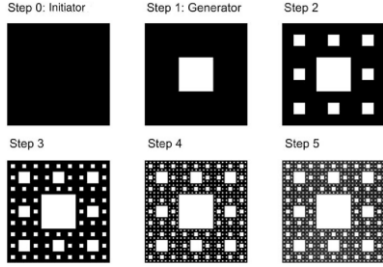 Step 0: Initiator
Step 1: Generator
Step 2
Step 3
Step 4
Step 5